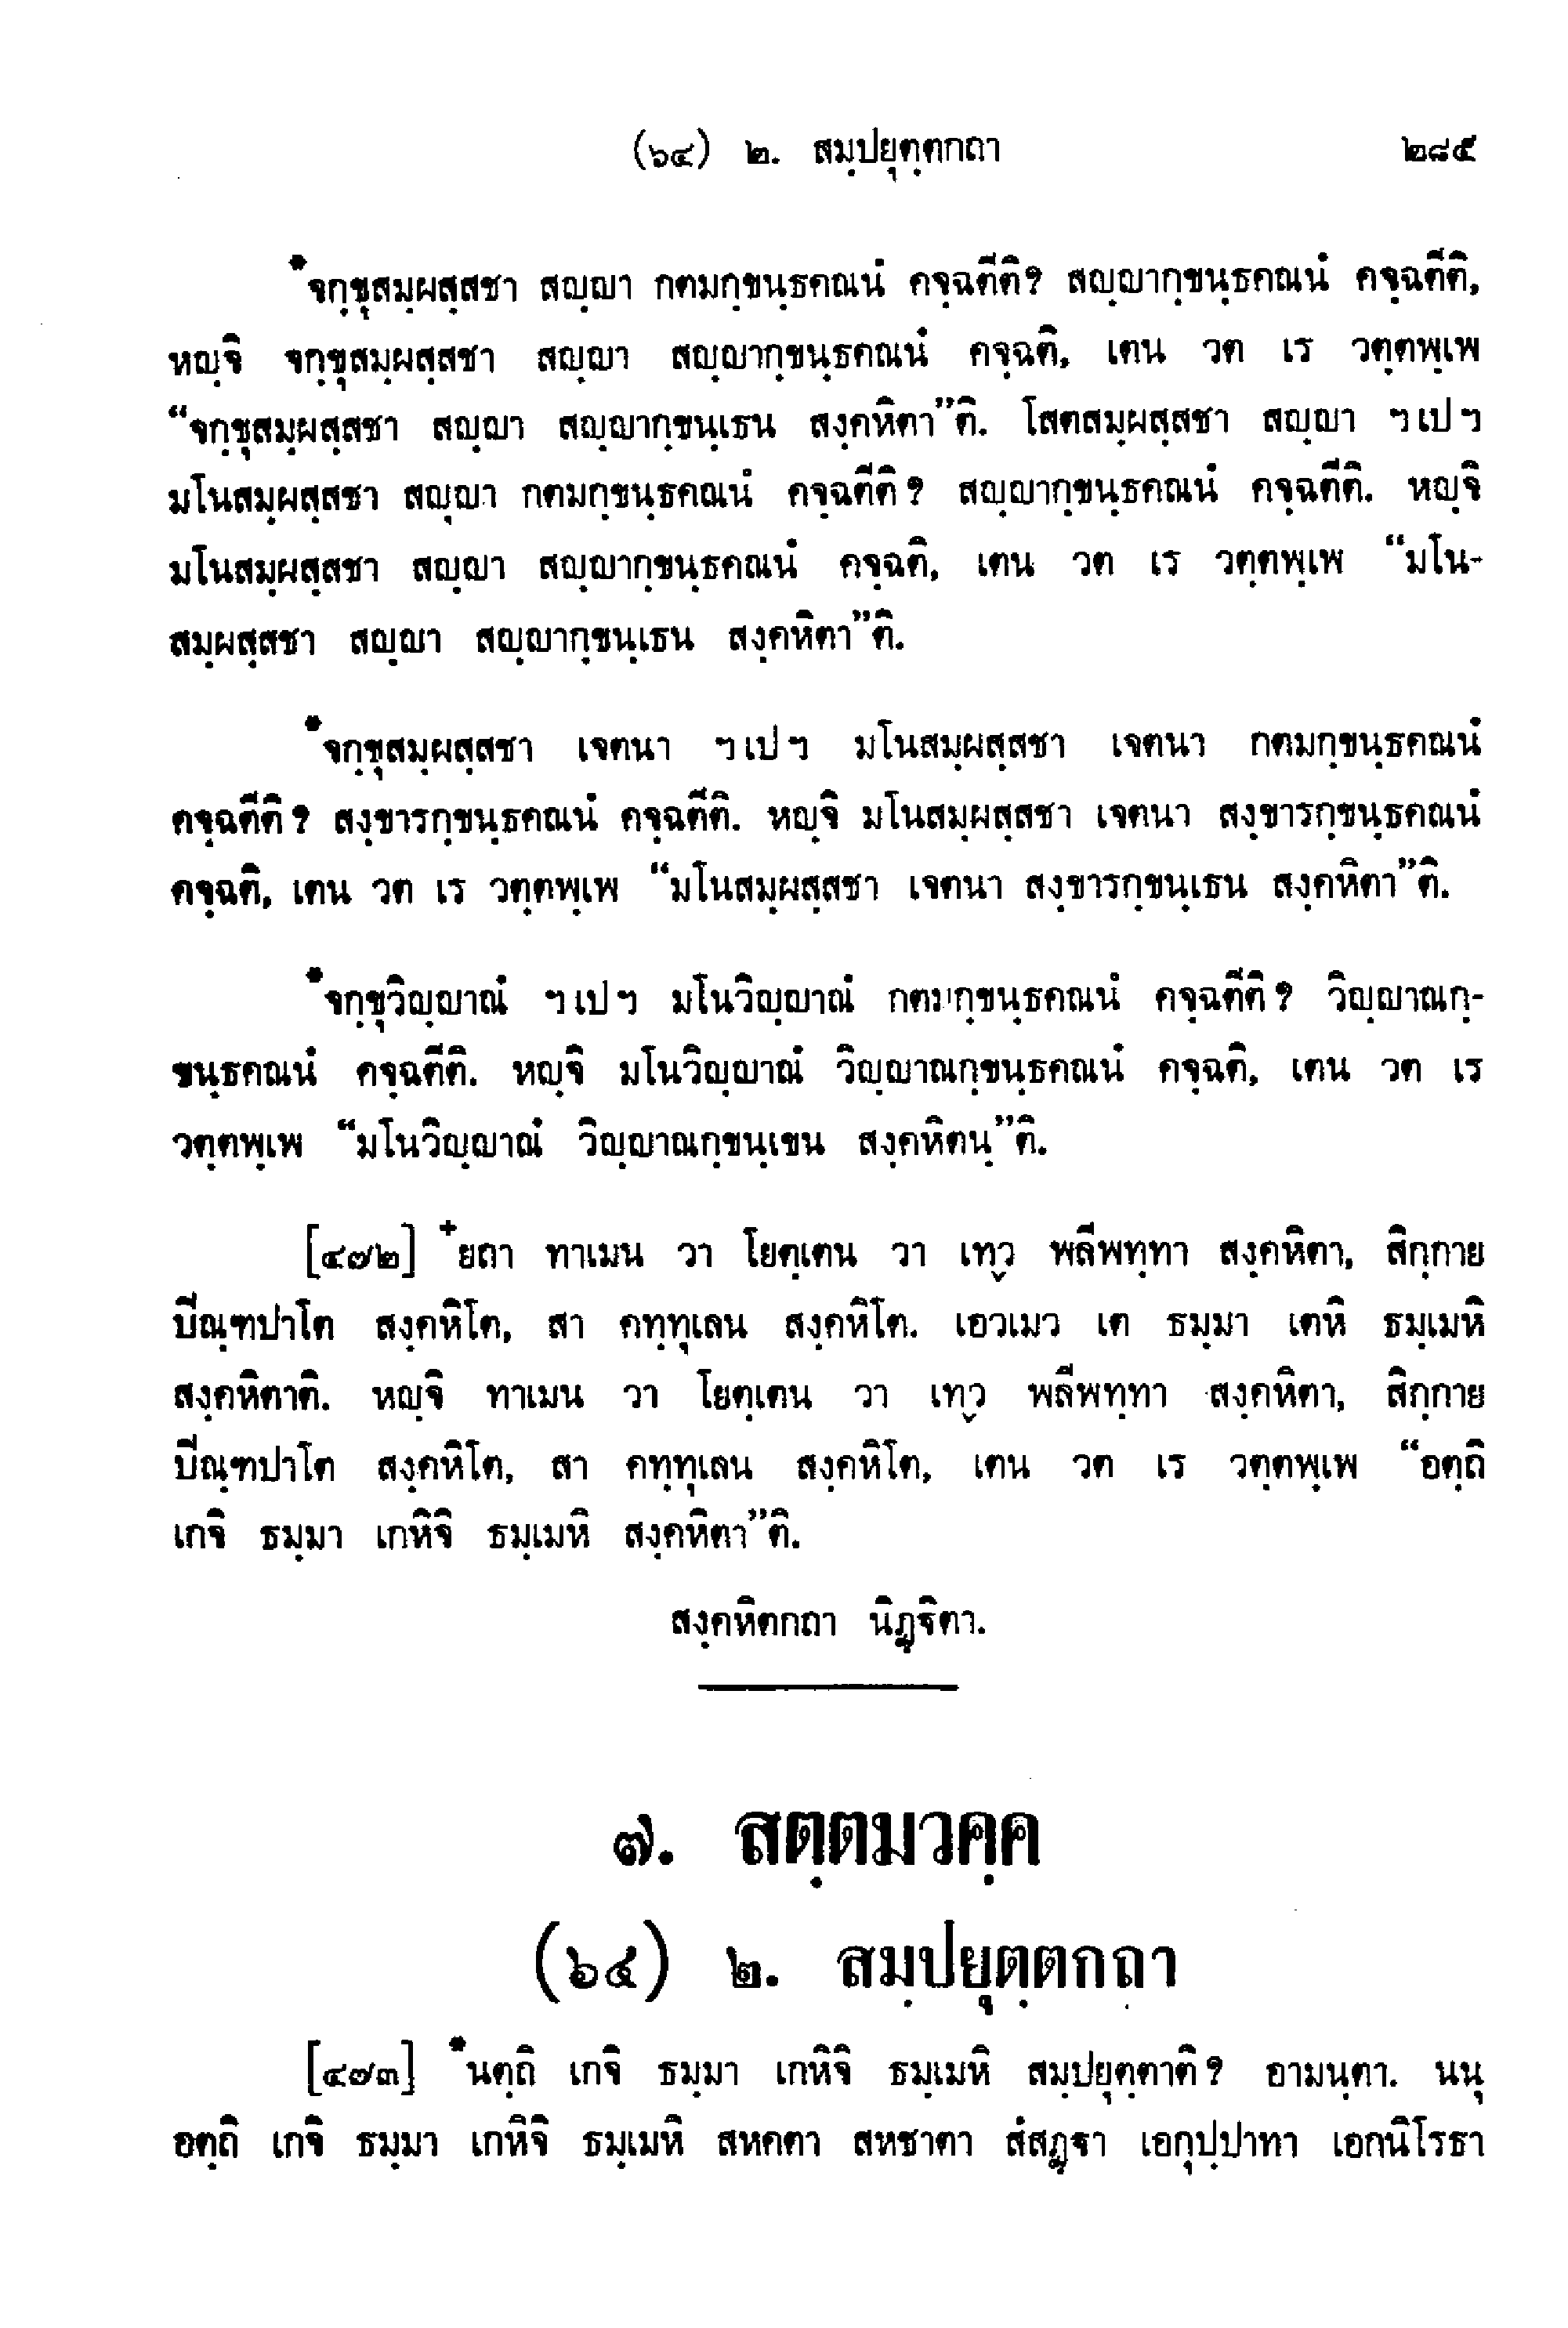 (๖๔) ๒. สมฺปยุตฺตกถา ๒๘๕
*จกฺขุสมฺผสฺสชา สญฺญา กตมกฺขนฺธคณนํ คจฺฉตีติ? สญฺญากฺขนฺธคณนํ คจฺฉตีติ,
หญฺจิ จกฺขุสมฺผสฺสชา สญฺญา สญฺญากฺขนฺธคณนํ คจฺฉติ, เตน วต เร วตฺตพฺเพ
“จกฺขุสมฺผสฺสชา สญฺญา สญฺญากฺขนฺเธน สงฺคหิตา”ติ. โสตสมฺผสฺสชา สญฺญา ฯเปฯ
มโนสมฺผสฺสชา สญฺญา กตมกฺขนฺธคณนํ คจฺฉตีติ? สญฺญากฺขนฺธคณนํ คจฺฉตีติ. หญฺจิ
มโนสมฺผสฺสชา สญฺญา สญฺญากฺขนฺธคณนํ คจฺฉติ, เตน วต เร วตฺตพฺเพ “มโน-
สมฺผสฺสชา สญฺญา สญฺญากฺขนฺเธน สงฺคหิตา”ติ.
*จกฺขุสมฺผสฺสชา เจตนา ฯเปฯ มโนสมฺผสฺสชา เจตนา กตมกฺขนฺธคณนํ
คจฺฉตีติ? สงฺขารกฺขนฺธคณนํ คจฺฉตีติ. หญฺจิ มโนสมฺผสฺสชา เจตนา สงฺขารกฺขนฺธคณนํ
คจฺฉติ, เตน วต เร วตฺตพฺเพ “มโนสมฺผสฺสชา เจตนา สงฺขารกฺขนฺเธน สงฺคหิตา”ติ.
*จกฺขุวิญฺญาณํ ฯเปฯ มโนวิญฺญาณํ กตมกฺขนฺธคณนํ คจฺฉตีติ? วิญฺญาณกฺ-
ขนฺธคณนํ คจฺฉตีติ. หญฺจิ มโนวิญฺญาณํ วิญฺญาณกฺขนฺธคณนํ คจฺฉติ, เตน วต เร
วตฺตพฺเพ “มโนวิญฺญาณํ วิญฺญาณกฺขนฺเขน สงฺคหิตนฺ”ติ.
[๔๗๒] +ยถา ทาเมน วา โยตฺเตน วา เทฺว พลีพทฺทา สงฺคหิตา, สิกฺกาย
ปิณฺฑปาโต สงฺคหิโต, สา คทฺทุเลน สงฺคหิโต. เอวเมว เต ธมฺมา เตหิ ธมฺเมหิ
สงฺคหิตาติ. หญฺจิ ทาเมน วา โยตฺเตน วา เทฺว พลีพทฺทา สงฺคหิตา, สิกฺกาย
ปิณฺฑปาโต สงฺคหิโต, สา คทฺทุเลน สงฺคหิโต, เตน วต เร วตฺตพฺเพ “อตฺถิ
เกจิ ธมฺมา เกหิจิ ธมฺเมหิ สงฺคหิตา”ติ.
สงฺคหิตกถา นิฏฺฐิตา.
๗. สตฺตมวคฺค
(๖๔) ๒. สมฺปยุตฺตกถา
[๔๗๓] *นตฺถิ เกจิ ธมฺมา เกหิจิ ธมฺเมหิ สมฺปยุตฺตาติ? อามนฺตา. นนุ
อตฺถิ เกจิ ธมฺมา เกหิจิ ธมฺเมหิ สหคตา สหชาตา สํสฏฺฐา เอกุปฺปาทา เอกนิโรธา